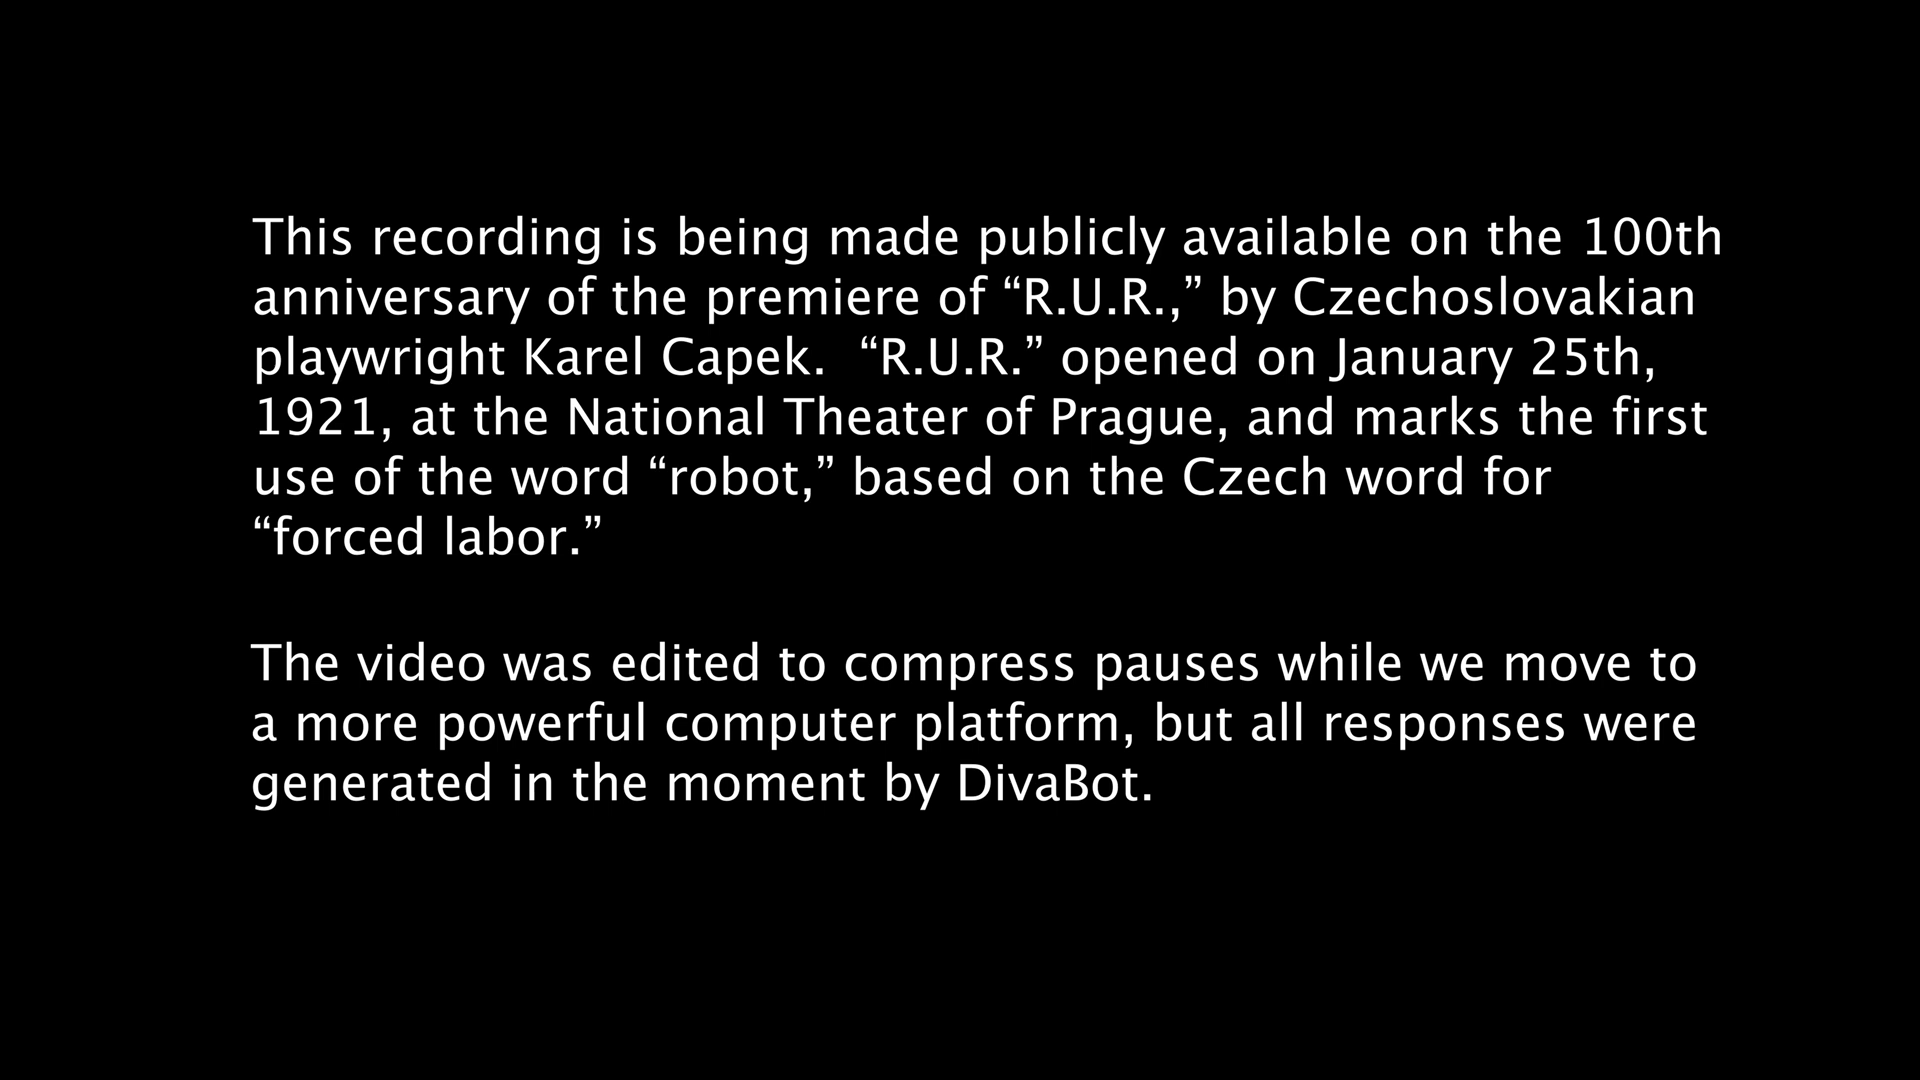 This recording is being made publicly available on the 100th
anniversary of the premiere of “R.U.R.,” by Czechoslovakian
playwright Karel Capek.  “R.U.R.” opened on January 25th,
1921, at the National Theater of Prague, and marks the first
use of the word “robot,” based on the Czech word for
“forced labor.”
The video was edited to compress pauses while we move to
a more powerful computer platform, but all responses were
generated in the moment by DivaBot.